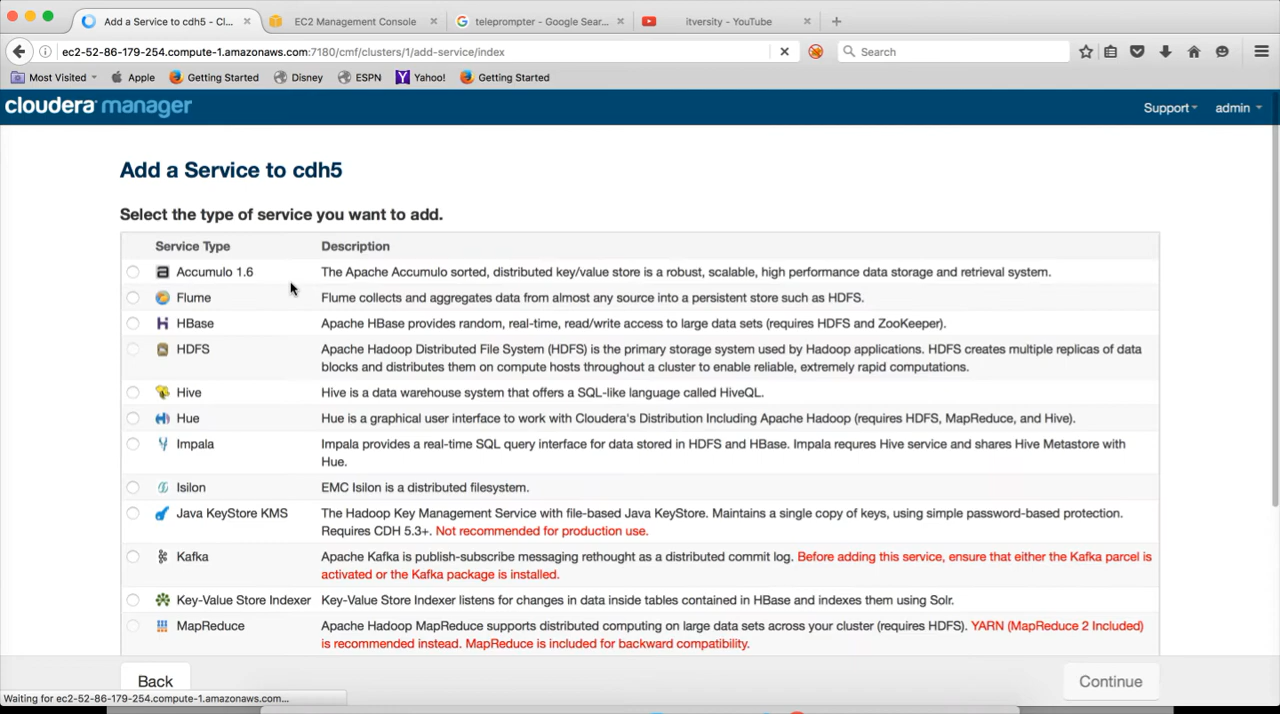 Add a Service to cdh5 - Cl...
EC2 Management Console
teleprompter - Google Sear...
itversity - YouTube
ec2-52-86-179-254.compute-1.amazonaws.com:7180/cmf/clusters/1/add-service/index
Search
Most Visited
Apple
Getting Started
Disney
ESPN
Yahoo!
Getting Started
cloudera manager
Support
admin
Add a Service to cdh5
Select the type of service you want to add.
Service Type Description
Accumulo 1.6 The Apache Accumulo sorted, distributed key/value store is a robust, scalable, high performance data storage and retrieval system.
Flume Flume collects and aggregates data from almost any source into a persistent store such as HDFS.
HBase Apache HBase provides random, real-time, read/write access to large data sets (requires HDFS and ZooKeeper).
HDFS Apache Hadoop Distributed File System (HDFS) is the primary storage system used by Hadoop applications. HDFS creates multiple replicas of data
blocks and distributes them on compute hosts throughout a cluster to enable reliable, extremely rapid computations.
Hive Hive is a data warehouse system that offers a SQL-like language called HiveQL.
Hue Hue is a graphical user interface to work with Cloudera's Distribution Including Apache Hadoop (requires HDFS, MapReduce, and Hive).
Impala Impala provides a real-time SQL query interface for data stored in HDFS and HBase. Impala requres Hive service and shares Hive Metastore with
Hue.
Isilon EMC Isilon is a distributed filesystem.
Java KeyStore KMS The Hadoop Key Management Service with file-based Java KeyStore. Maintains a single copy of keys, using simple password-based protection.
Requires CDH 5.3+. Not recommended for production use.
Kafka Apache Kafka is publish-subscribe messaging rethought as a distributed commit log. Before adding this service, ensure that either the Kafka parcel is
activated or the Kafka package is installed.
Key-Value Store Indexer Key-Value Store Indexer listens for changes in data inside tables contained in HBase and indexes them using Solr.
MapReduce Apache Hadoop MapReduce supports distributed computing on large data sets across your cluster (requires HDFS). YARN (MapReduce 2 Included)
is recommended instead. MapReduce is included for backward compatibility.
Back
Continue
Waiting for ec2-52-86-179-254.compute-1.amazonaws.com...